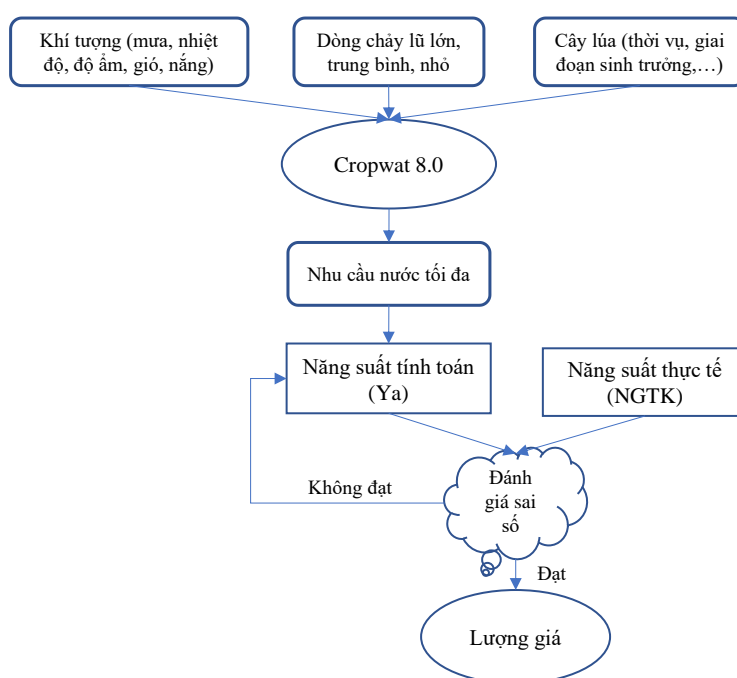 Khí tượng (mưa, nhiệt
độ, độ ẩm, gió, nắng)
Dòng chảy lũ lớn,
trung bình, nhỏ
Cây lúa (thời vụ, giai
đoạn sinh trưởng,…)
Cropwat 8.0
Nhu cầu nước tối đa
Năng suất tính toán
(Ya)
Năng suất thực tế
(NGTK)
Đánh
giá sai
số
Không đạt
Đạt
Lượng giá